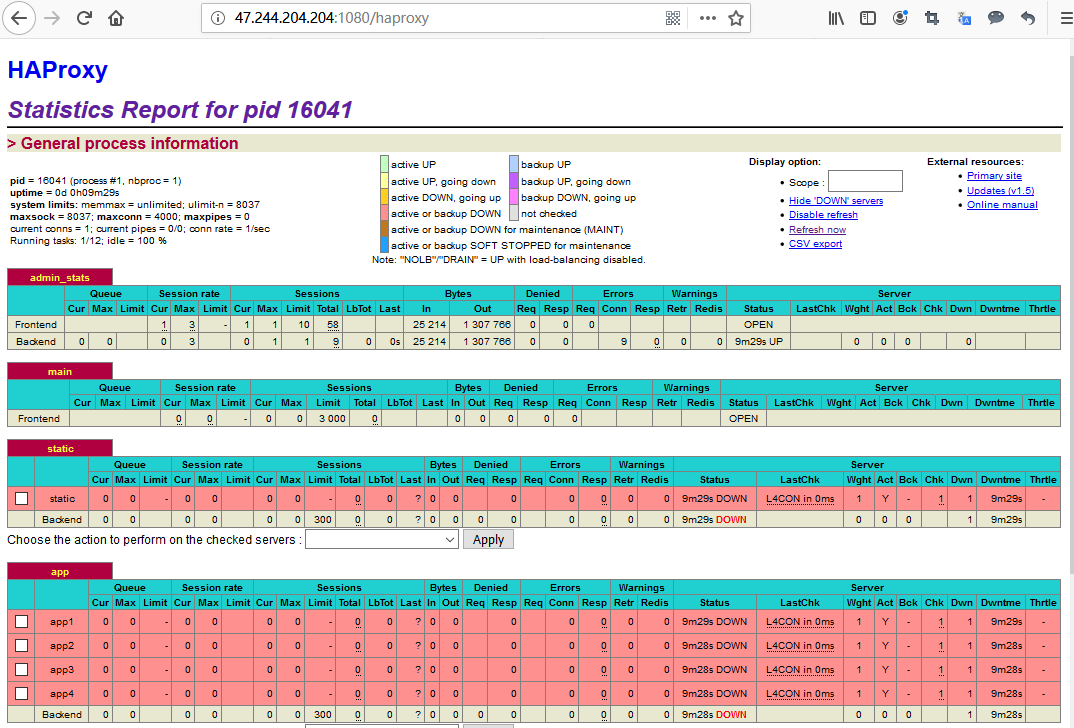 47.244.204.204:1080/haproxy
HAProxy
Statistics Report for pid 16041
> General process information
pid = 16041 (process #1, nbproc = 1)
uptime = 0d 0h09m29s
system limits: memmax = unlimited; ulimit-n = 8037
maxsock = 8037; maxconn = 4000; maxpipes = 0
current conns = 1; current pipes = 0/0; conn rate = 1/sec
Running tasks: 1/12; idle = 100 %
active UP backup UP
active UP, going down backup UP, going down
active DOWN, going up backup DOWN, going up
active or backup DOWN not checked
active or backup DOWN for maintenance (MAINT)
active or backup SOFT STOPPED for maintenance
Note: "NOLB"/"DRAIN" = UP with load-balancing disabled.
Display option:
• Scope :
• Hide 'DOWN' servers
• Disable refresh
• Refresh now
• CSV export
External resources:
• Primary site
• Updates (v1.5)
• Online manual
admin_stats
Queue Session rate Sessions Bytes Denied Errors Warnings Server
Cur Max Limit Cur Max Limit Cur Max Limit Total LbTot Last In Out Req Resp Req Conn Resp Retr Redis Status LastChk Wght Act Bck Chk Dwn Dwntme Thrtle
Frontend 1 3 - 1 1 10 58 25 214 1 307 766 0 0 0 OPEN
Backend 0 0 0 3 0 1 1 9 0 0s 25 214 1 307 766 0 0 9 0 0 0 9m29s UP 0 0 0 0
main
Queue Session rate Sessions Bytes Denied Errors Warnings Server
Cur Max Limit Cur Max Limit Cur Max Limit Total LbTot Last In Out Req Resp Req Conn Resp Retr Redis Status LastChk Wght Act Bck Chk Dwn Dwntme Thrtle
Frontend 0 0 - 0 0 3 000 0 0 0 0 0 0 OPEN
static
Queue Session rate Sessions Bytes Denied Errors Warnings Server
Cur Max Limit Cur Max Limit Cur Max Limit Total LbTot Last In Out Req Resp Req Conn Resp Retr Redis Status LastChk Wght Act Bck Chk Dwn Dwntme Thrtle
static 0 0 - 0 0 0 0 - 0 0 ? 0 0 0 0 0 0 0 9m29s DOWN L4CON in 0ms 1 Y - 1 1 9m29s -
Backend 0 0 0 0 0 0 300 0 0 ? 0 0 0 0 0 0 0 0 9m29s DOWN 0 0 0 1 9m29s
Choose the action to perform on the checked servers : Apply
app
Queue Session rate Sessions Bytes Denied Errors Warnings Server
Cur Max Limit Cur Max Limit Cur Max Limit Total LbTot Last In Out Req Resp Req Conn Resp Retr Redis Status LastChk Wght Act Bck Chk Dwn Dwntme Thrtle
app1 0 0 - 0 0 0 0 - 0 0 ? 0 0 0 0 0 0 0 9m29s DOWN L4CON in 0ms 1 Y - 1 1 9m29s -
app2 0 0 - 0 0 0 0 - 0 0 ? 0 0 0 0 0 0 0 9m28s DOWN L4CON in 0ms 1 Y - 1 1 9m28s -
app3 0 0 - 0 0 0 0 - 0 0 ? 0 0 0 0 0 0 0 9m28s DOWN L4CON in 0ms 1 Y - 1 1 9m28s -
app4 0 0 - 0 0 0 0 - 0 0 ? 0 0 0 0 0 0 0 9m28s DOWN L4CON in 0ms 1 Y - 1 1 9m28s -
Backend 0 0 0 0 0 0 300 0 0 ? 0 0 0 0 0 0 0 0 9m28s DOWN 0 0 0 1 9m28s